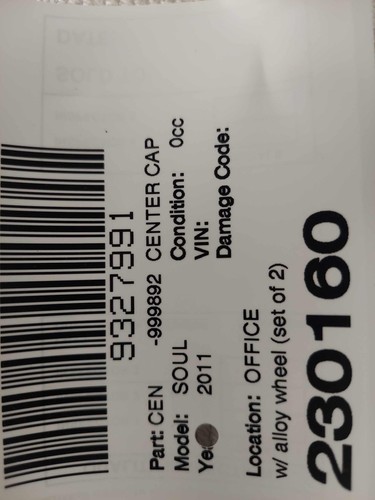 9327991
Part: CEN -999892 CENTER CAP
Model: SOUL Condition: 0cc
Ye 2011 VIN:
Damage Code:
Location: OFFICE
w/ alloy wheel (set of 2)
230160